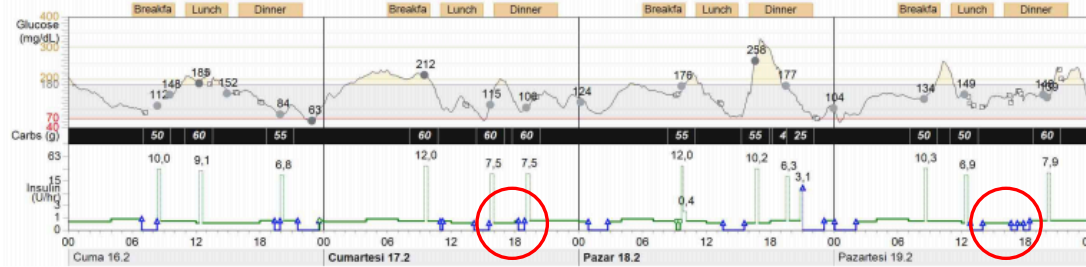 Breakfa Lunch Dinner Breakfa Lunch Dinner Breakfa Lunch Dinner Breakfa Lunch Dinner
Glucose
(mg/dL)
400
300
200
180
70
40
112 148 185 152 84 63 212 115 100 124 176 258 177 104 134 149 169
Carbs (g) 50 60 55 60 60 60 55 55 4 25 50 50 60
Insulin
(U/hr)
63
15
3
1
0
10,0 9,1 6,8 12,0 7,5 7,5 12,0 0,4 10,2 6,3 3,1 10,3 6,9 7,9
00 06 12 18 00 06 12 18 00 06 12 18 00 06 12 18 00
Cuma 16.2 Cumartesi 17.2 Pazar 18.2 Pazartesi 19.2